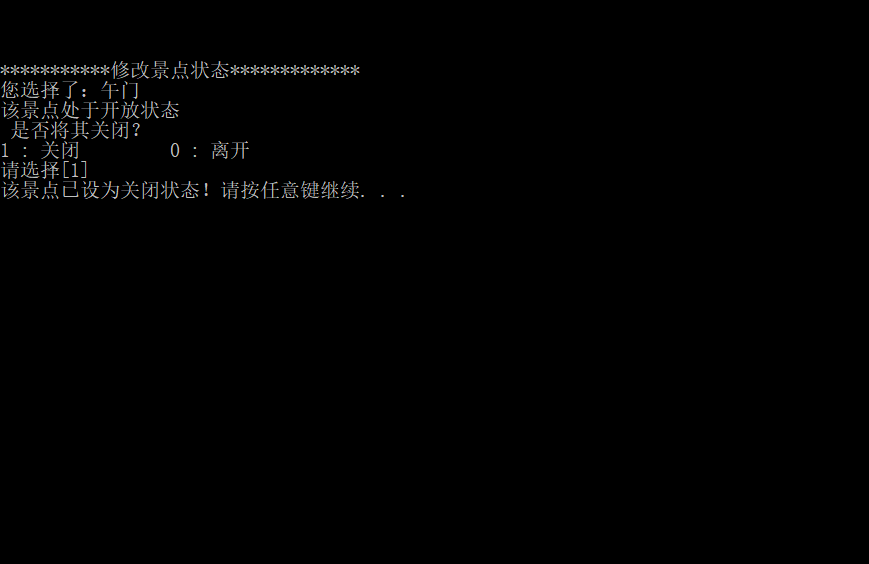 ***********修改景点状态*************
您选择了：午门
该景点处于开放状态
是否将其关闭？
1 : 关闭         0 : 离开
请选择[1]
该景点已设为关闭状态！请按任意键继续. . .